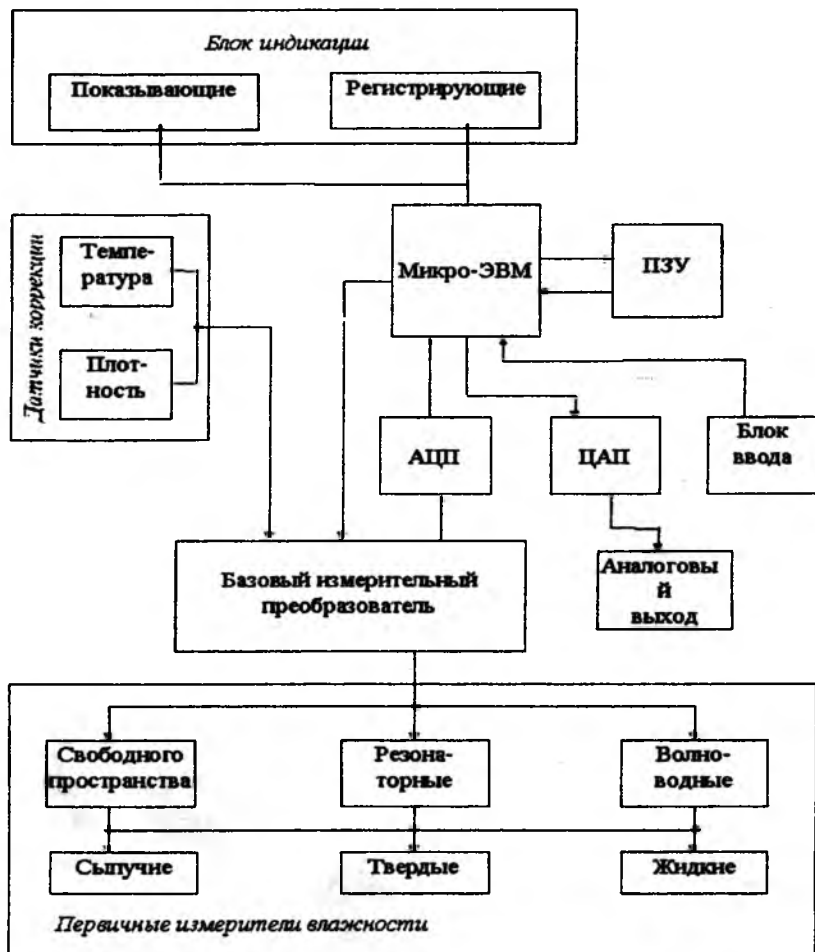 Блок индикации
Показывающие
Регистрирующие
Датчики коррекции
Темпе-
ратура
Плот-
ность
Микро-ЭВМ
ПЗУ
АЦП
ЦАП
Блок
ввода
Базовый измерительный
преобразователь
Аналоговы
й
выход
Свободного
пространства
Резона-
торные
Волно-
водные
Сыпучие
Твердые
Жидкие
Первичные измерители влажности